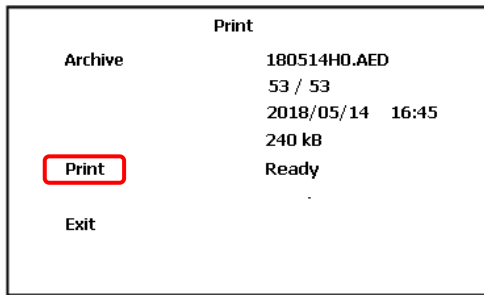 Print
Archive 180514H0.AED
53 / 53
2018/05/14 16:45
240 kB
Print Ready
Exit